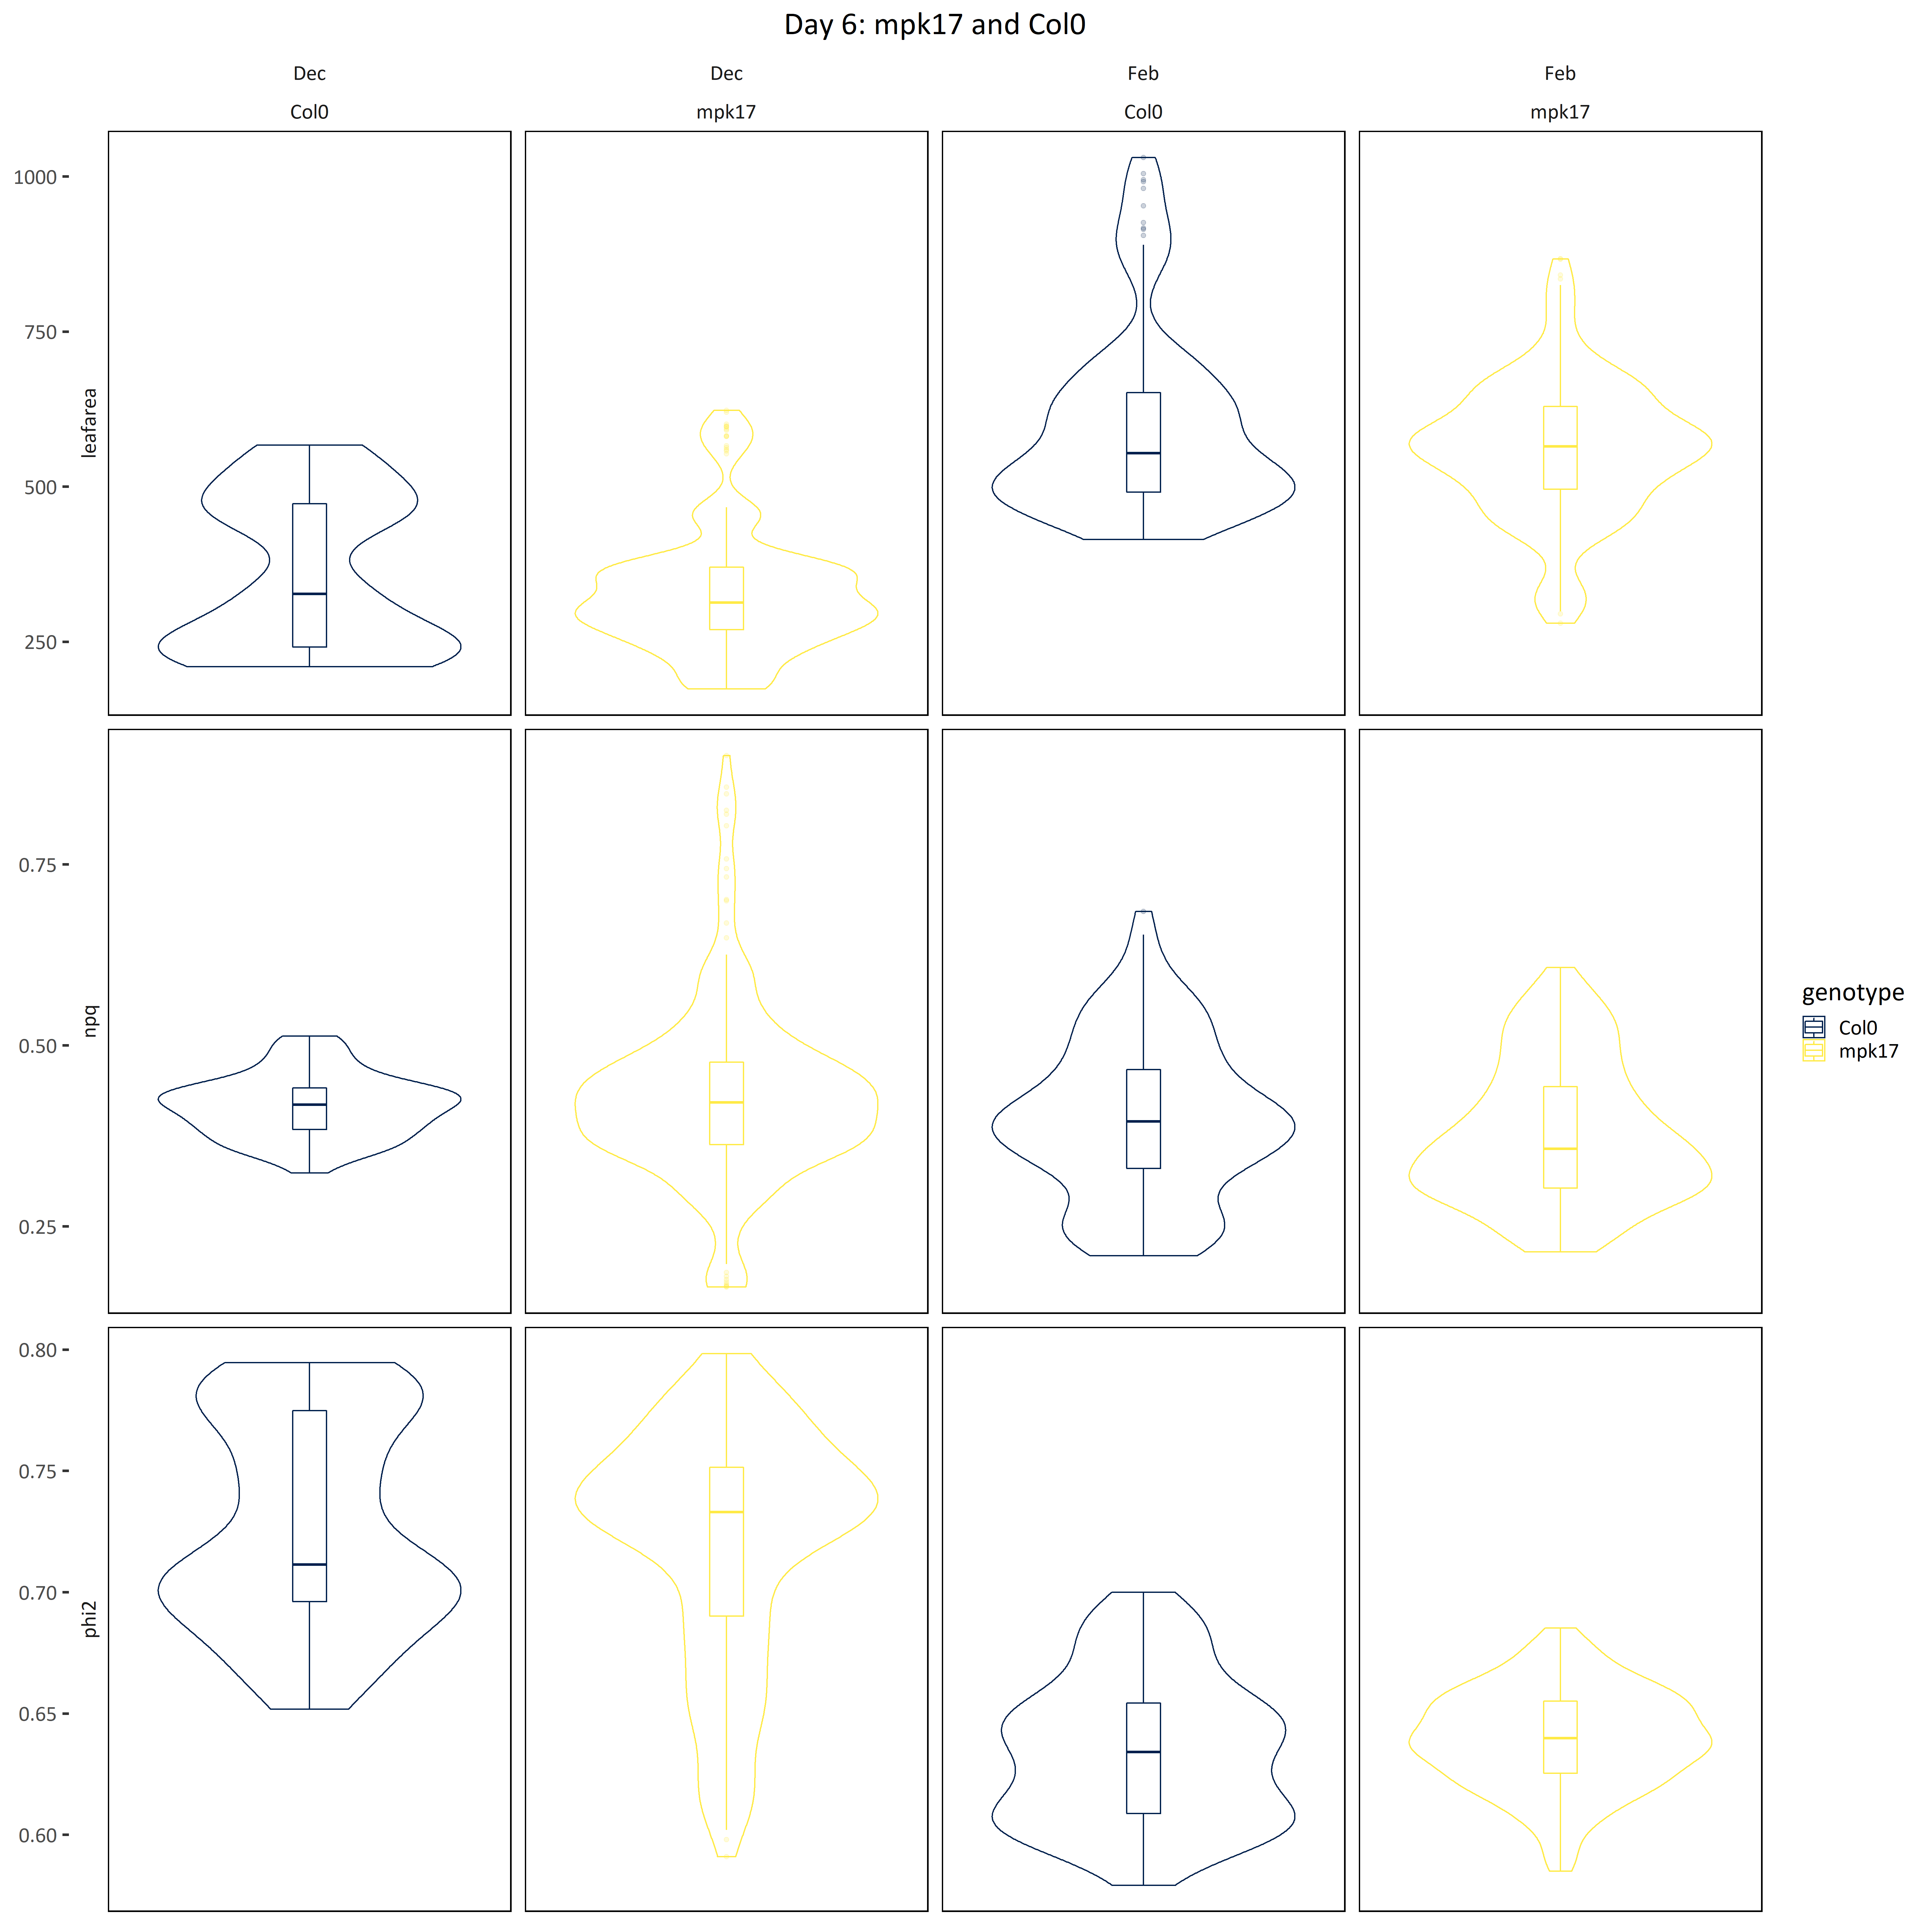 Day 6: mpk17 and Col0
Dec
Dec
Feb
Feb
Col0
mpk17
Col0
mpk17
1000
750
500
250
leafarea
0.75
0.50
0.25
npq
genotype
Col0
mpk17
0.80
0.75
0.70
0.65
0.60
phi2